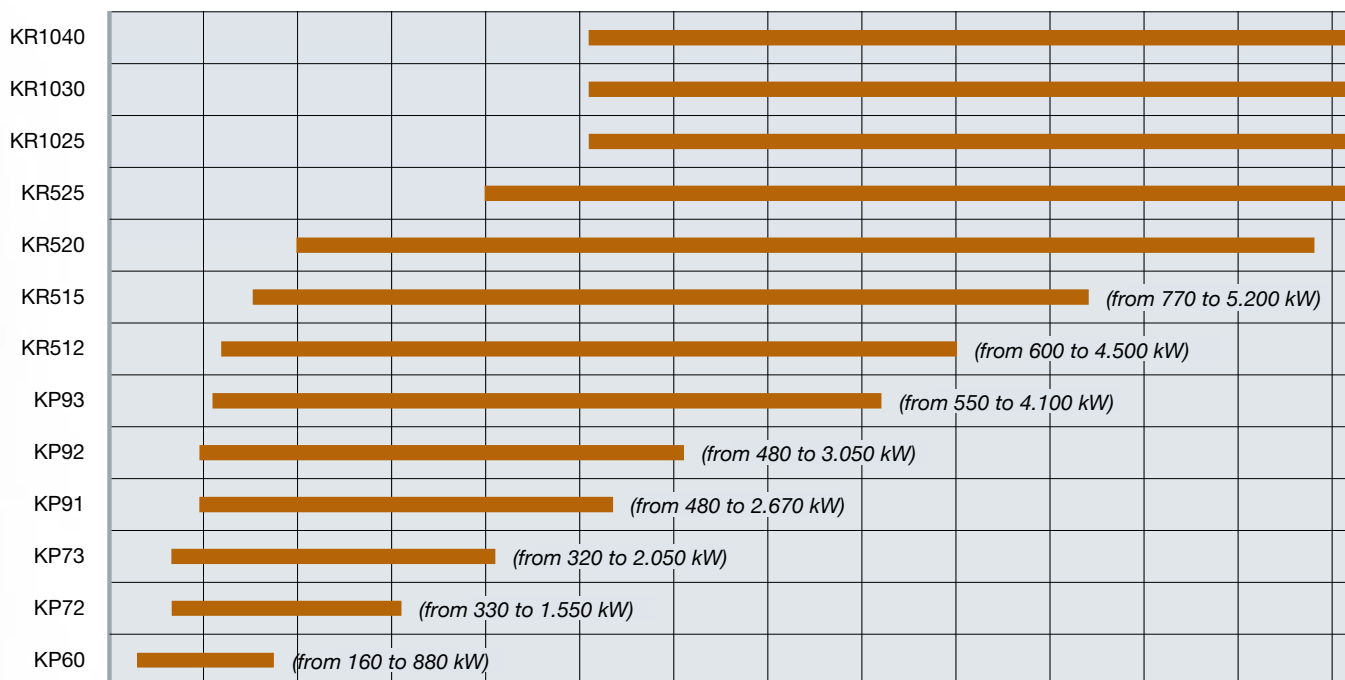 KR1040
KR1030
KR1025
KR525
KR520
KR515 (from 770 to 5.200 kW)
KR512 (from 600 to 4.500 kW)
KP93 (from 550 to 4.100 kW)
KP92 (from 480 to 3.050 kW)
KP91 (from 480 to 2.670 kW)
KP73 (from 320 to 2.050 kW)
KP72 (from 330 to 1.550 kW)
KP60 (from 160 to 880 kW)